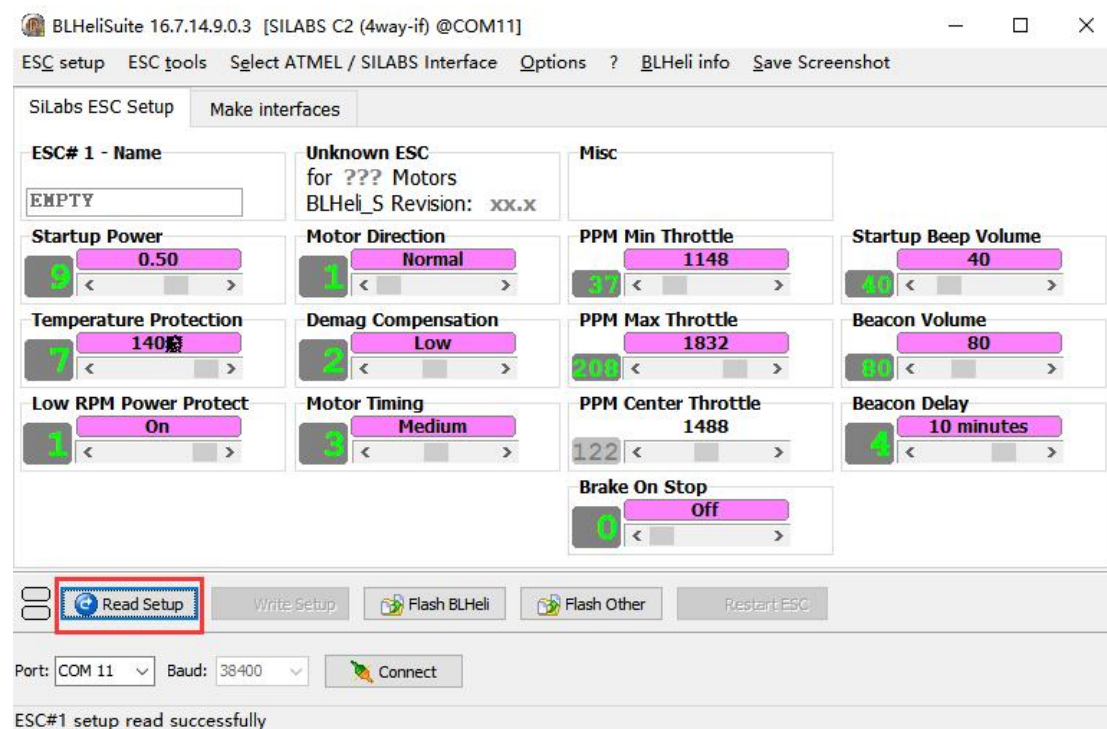 BLHeliSuite 16.7.14.9.0.3 [SILABS C2 (4way-if) @COM11]
ESC setup ESC tools Select ATMEL / SILABS Interface Options ? BLHeli info Save Screenshot
SiLabs ESC Setup Make interfaces
ESC# 1 - Name
EMPTY
Unknown ESC
for ??? Motors
BLHeli_S Revision: xx.x
Misc
Startup Power
0.50
9
Motor Direction
Normal
1
PPM Min Throttle
1148
37
Startup Beep Volume
40
40
Temperature Protection
140
7
Demag Compensation
Low
2
PPM Max Throttle
1832
208
Beacon Volume
80
80
Low RPM Power Protect
On
1
Motor Timing
Medium
3
PPM Center Throttle
1488
122
Beacon Delay
10 minutes
4
Brake On Stop
Off
0
Read Setup Write Setup Flash BLHeli Flash Other Restart ESC
Port: COM 11 Baud: 38400 Connect
ESC#1 setup read successfully